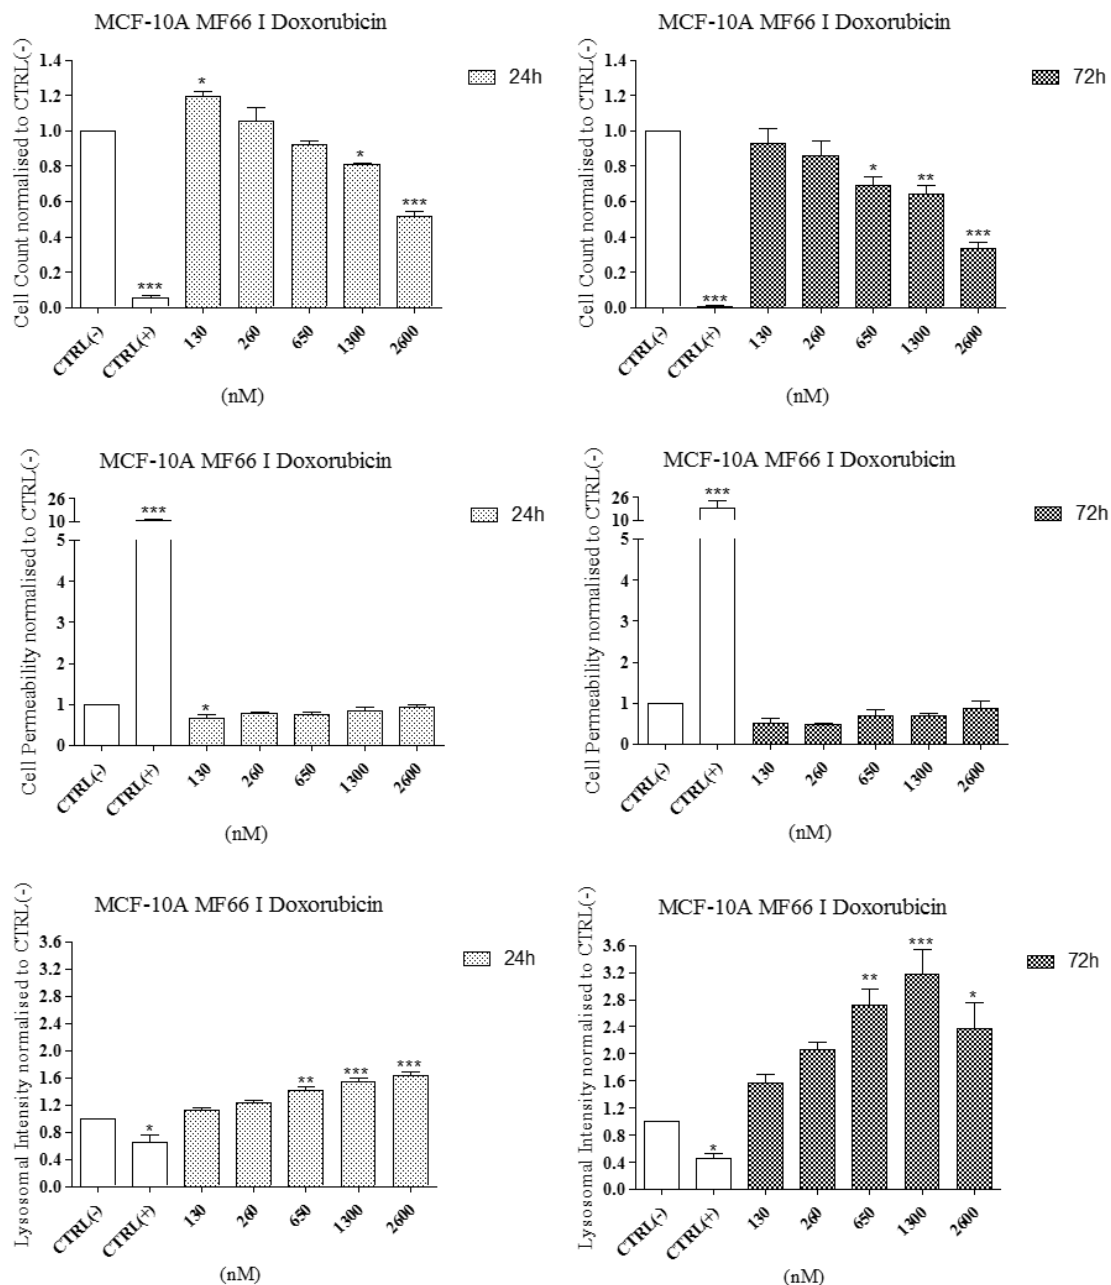 MCF-10A MF66 I Doxorubicin
Cell Count normalised to CTRL(-)
1.4
1.2
1.0
0.8
0.6
0.4
0.2
0.0
*
***
*
***
24h
CTRL(-) CTRL(+) 130 260 650 1300 2600
(nM)
MCF-10A MF66 I Doxorubicin
Cell Count normalised to CTRL(-)
1.4
1.2
1.0
0.8
0.6
0.4
0.2
0.0
***
*
**
***
72h
CTRL(-) CTRL(+) 130 260 650 1300 2600
(nM)
MCF-10A MF66 I Doxorubicin
Cell Permeability normalised to CTRL(-)
26
10
5
4
3
2
1
0
***
*
24h
CTRL(-) CTRL(+) 130 260 650 1300 2600
(nM)
MCF-10A MF66 I Doxorubicin
Cell Permeability normalised to CTRL(-)
26
10
5
4
3
2
1
0
***
72h
CTRL(-) CTRL(+) 130 260 650 1300 2600
(nM)
MCF-10A MF66 I Doxorubicin
Lysosomal Intensity normalised to CTRL(-)
3.6
3.2
2.8
2.4
2.0
1.6
1.2
0.8
0.4
0.0
*
**
***
***
24h
CTRL(-) CTRL(+) 130 260 650 1300 2600
(nM)
MCF-10A MF66 I Doxorubicin
Lysosomal Intensity normalised to CTRL(-)
3.6
3.2
2.8
2.4
2.0
1.6
1.2
0.8
0.4
0.0
*
**
***
*
72h
CTRL(-) CTRL(+) 130 260 650 1300 2600
(nM)